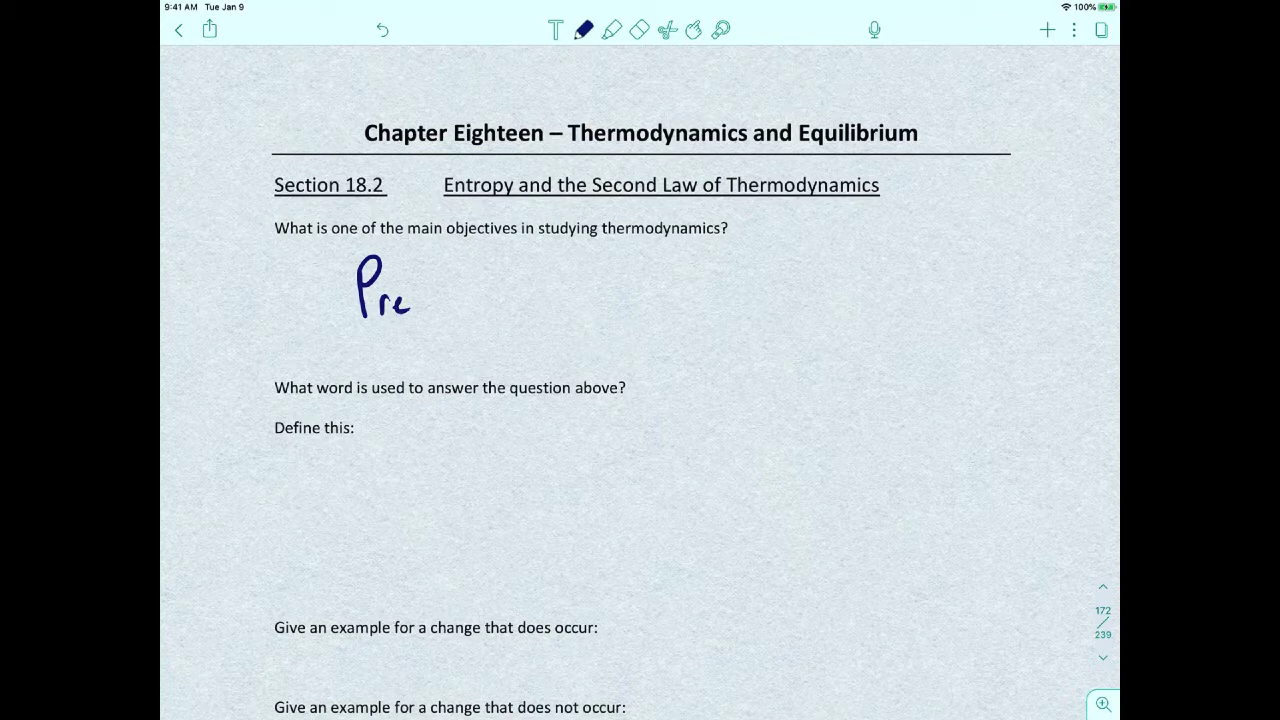 9:41 AM Tue Jan 9
100%
Chapter Eighteen – Thermodynamics and Equilibrium
Section 18.2 Entropy and the Second Law of Thermodynamics
What is one of the main objectives in studying thermodynamics?
Pre
What word is used to answer the question above?
Define this:
172
239
Give an example for a change that does occur:
Give an example for a change that does not occur: